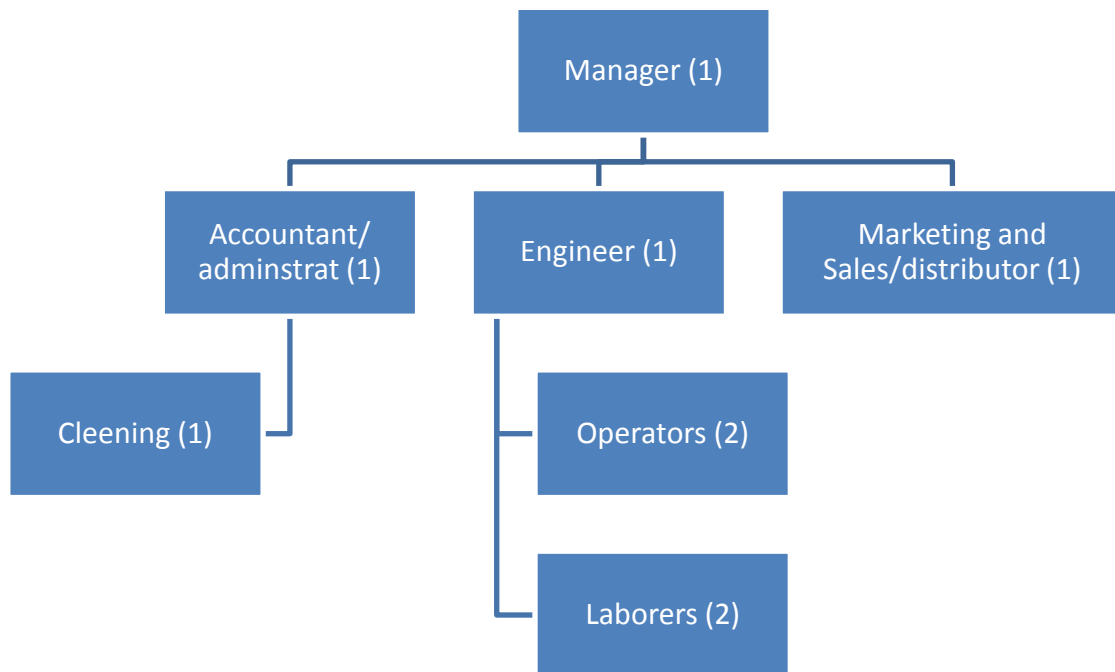 Manager (1)
Accountant/
adminstrat (1)
Engineer (1)
Marketing and
Sales/distributor (1)
Cleening (1)
Operators (2)
Laborers (2)